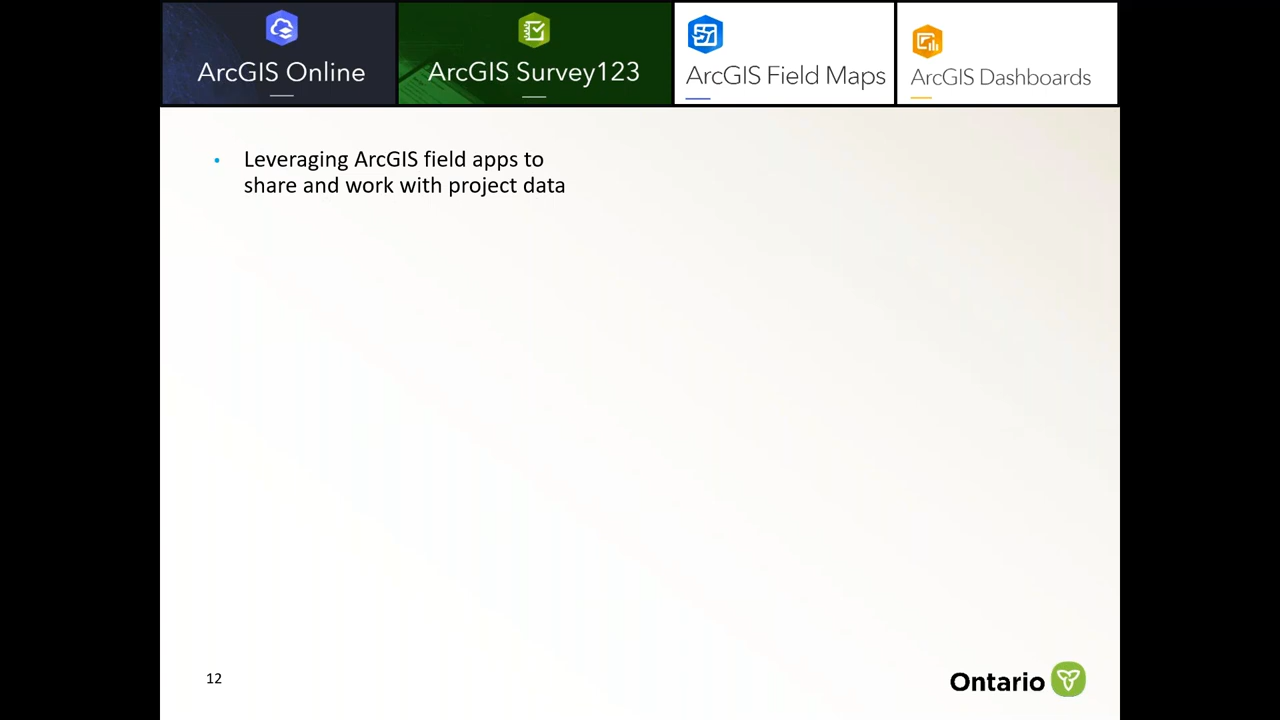 ArcGIS Online
ArcGIS Survey123
ArcGIS Field Maps
ArcGIS Dashboards
• Leveraging ArcGIS field apps to
share and work with project data
12
Ontario